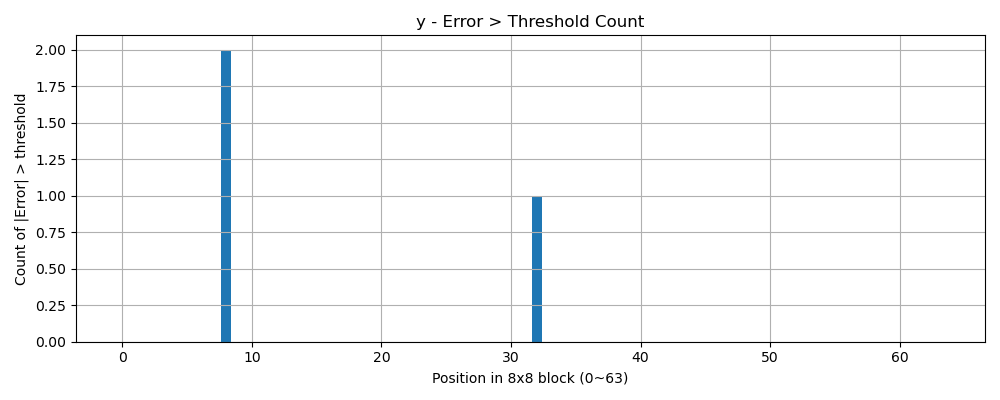 y - Error > Threshold Count
Count of |Error| > threshold
2.00
1.75
1.50
1.25
1.00
0.75
0.50
0.25
0.00
0 10 20 30 40 50 60
Position in 8x8 block (0~63)